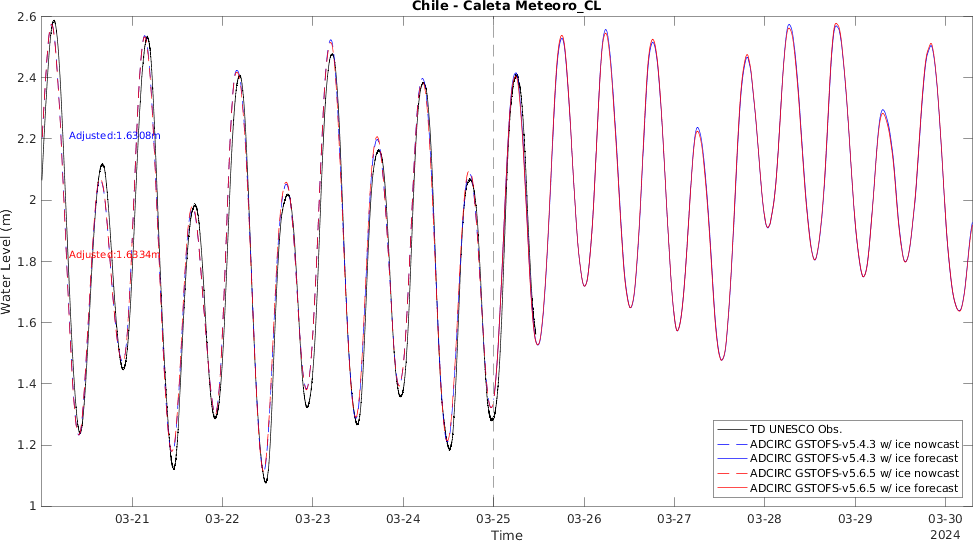 Chile - Caleta Meteoro_CL
2.6
2.4
2.2
2
1.8
1.6
1.4
1.2
1
Water Level (m)
Adjusted:1.6308m
Adjusted:1.6334m
TD UNESCO Obs.
ADCIRC GSTOFS-v5.4.3 w/ ice nowcast
ADCIRC GSTOFS-v5.4.3 w/ ice forecast
ADCIRC GSTOFS-v5.6.5 w/ ice nowcast
ADCIRC GSTOFS-v5.6.5 w/ ice forecast
03-21 03-22 03-23 03-24 03-25 03-26 03-27 03-28 03-29 03-30
Time
2024